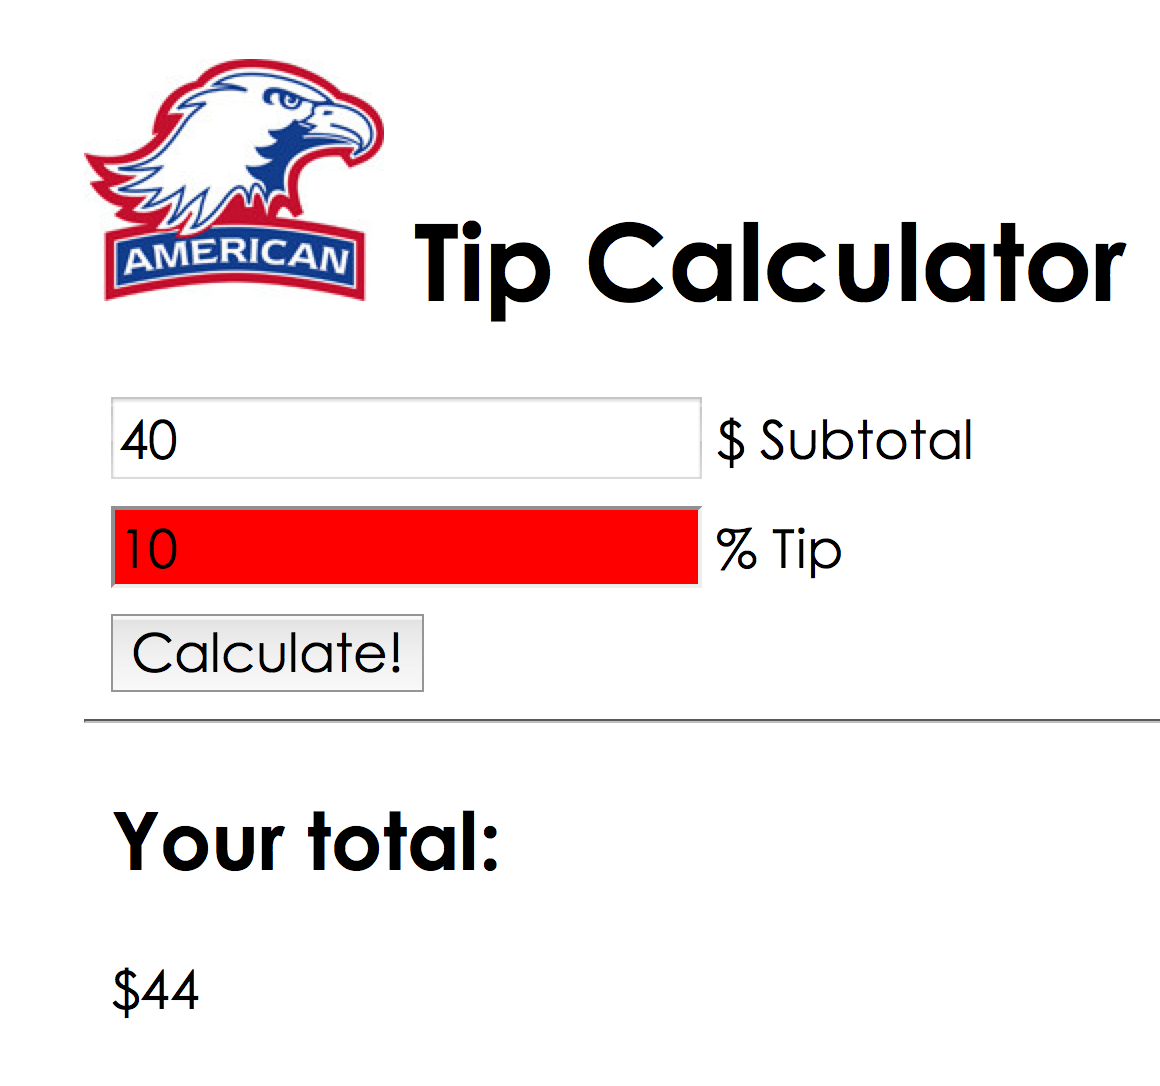 AMERICAN
Tip Calculator
40 $ Subtotal
10 % Tip
Calculate!
Your total:
$44